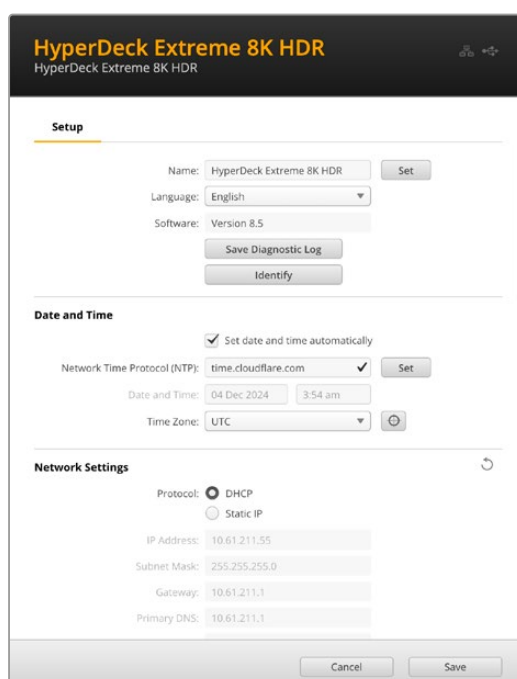 HyperDeck Extreme 8K HDR
HyperDeck Extreme 8K HDR
Setup
Name: HyperDeck Extreme 8K HDR Set
Language: English
Software: Version 8.5
Save Diagnostic Log
Identify
Date and Time
Set date and time automatically
Network Time Protocol (NTP): time.cloudflare.com Set
Date and Time: 04 Dec 2024 3:54 am
Time Zone: UTC
Network Settings
Protocol: DHCP
Static IP
IP Address: 10.61.211.55
Subnet Mask: 255.255.255.0
Gateway: 10.61.211.1
Primary DNS: 10.61.211.1
Cancel Save